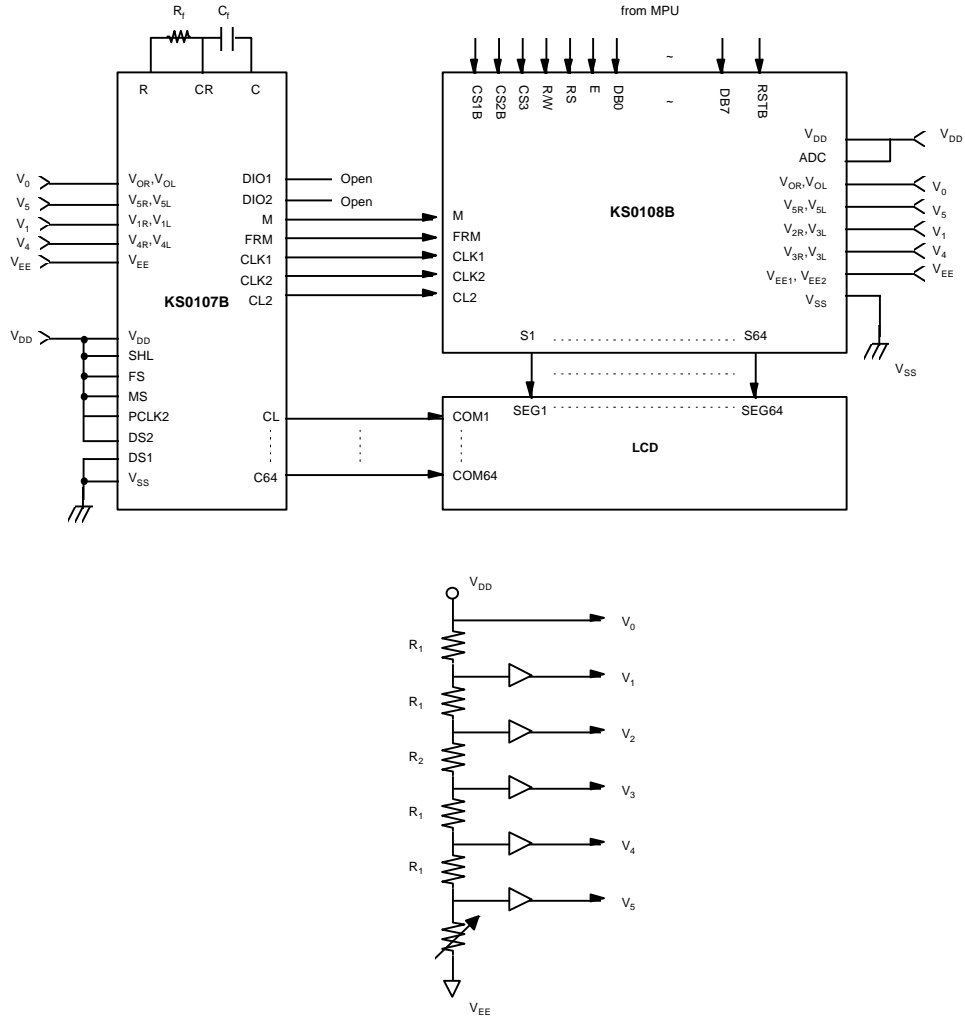 from MPU
Rf
Cf
R CR C
CS1B CS2B CS3 R/W RS E DB0 ~ ~ DB7 RSTB
KS0107B
V0
V5
V1
V4
VEE
VOR,VOL
V5R,V5L
V1R,V1L
V4R,V4L
VEE
VDD
VDD
SHL
FS
MS
PCLK2
DS2
DS1
VSS
DIO1 Open
DIO2 Open
M
FRM
CLK1
CLK2
CL2
CL
C64
KS0108B
M
FRM
CLK1
CLK2
CL2
VDD
ADC
VOR,VOL
V5R,V5L
V2R,V3L
V3R,V3L
VEE1, VEE2
VSS
VDD
V0
V5
V1
V4
VEE
VSS
S1 S64
SEG1 SEG64
COM1
COM64
LCD
VDD
V0
R1
V1
R1
V2
R2
V3
R1
V4
R1
V5
VEE